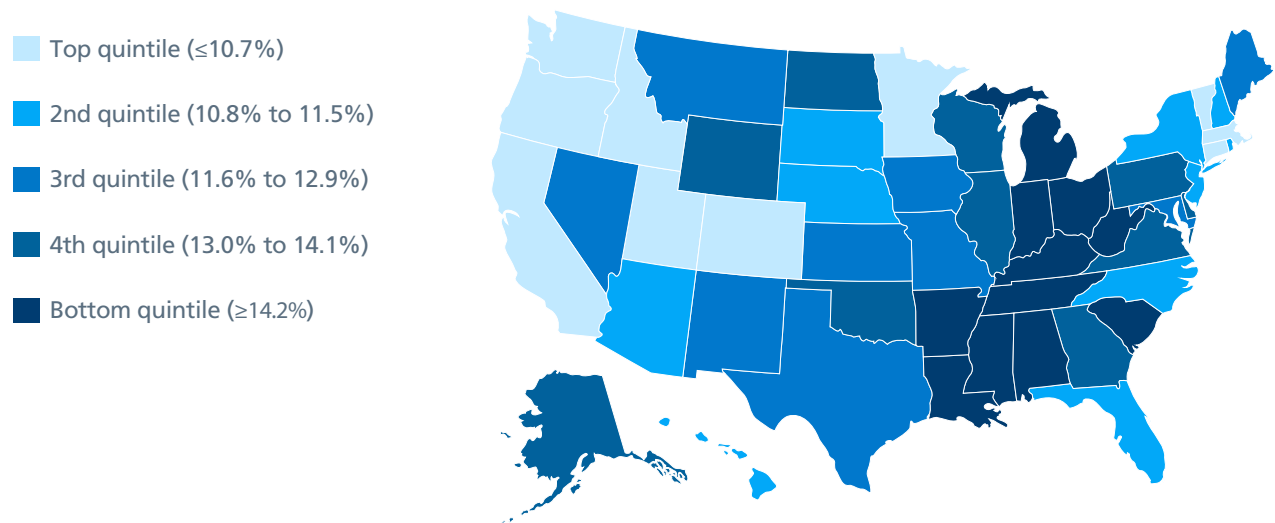 Top quintile (≤10.7%)
2nd quintile (10.8% to 11.5%)
3rd quintile (11.6% to 12.9%)
4th quintile (13.0% to 14.1%)
Bottom quintile (≥14.2%)